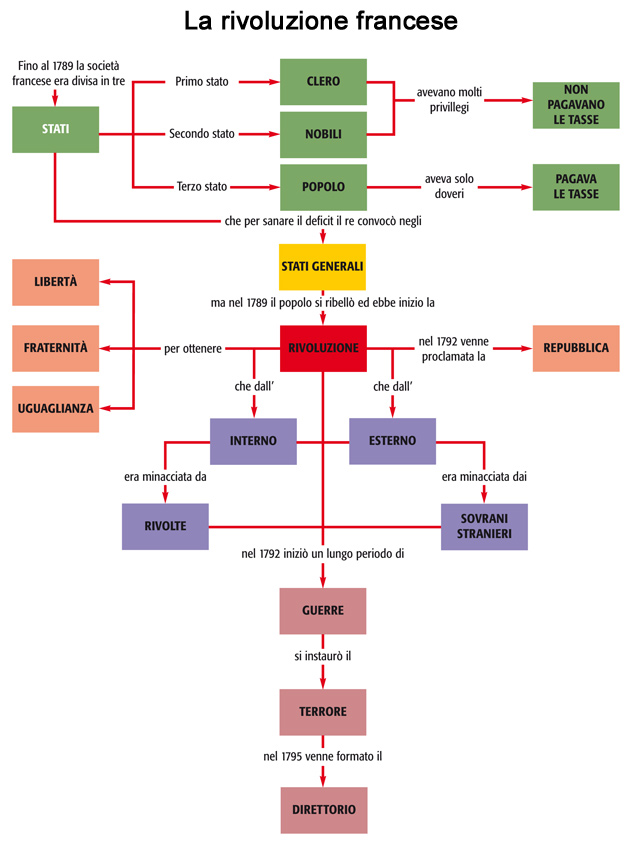 La rivoluzione francese
Fino al 1789 la società
francese era divisa in tre
STATI
Primo stato
CLERO
avevano molti
privillegi
NON
PAGAVANO
LE TASSE
Secondo stato
NOBILI
Terzo stato
POPOLO
aveva solo
doveri
PAGAVA
LE TASSE
che per sanare il deficit il re convocò negli
STATI GENERALI
ma nel 1789 il popolo si ribellò ed ebbe inizio la
LIBERTÀ
FRATERNITÀ
UGUAGLIANZA
per ottenere
RIVOLUZIONE
nel 1792 venne
proclamata la
REPUBBLICA
che dall'
che dall'
INTERNO
ESTERNO
era minacciata da
era minacciata dai
RIVOLTE
SOVRANI
STRANIERI
nel 1792 iniziò un lungo periodo di
GUERRE
si instaurò il
TERRORE
nel 1795 venne formato il
DIRETTORIO